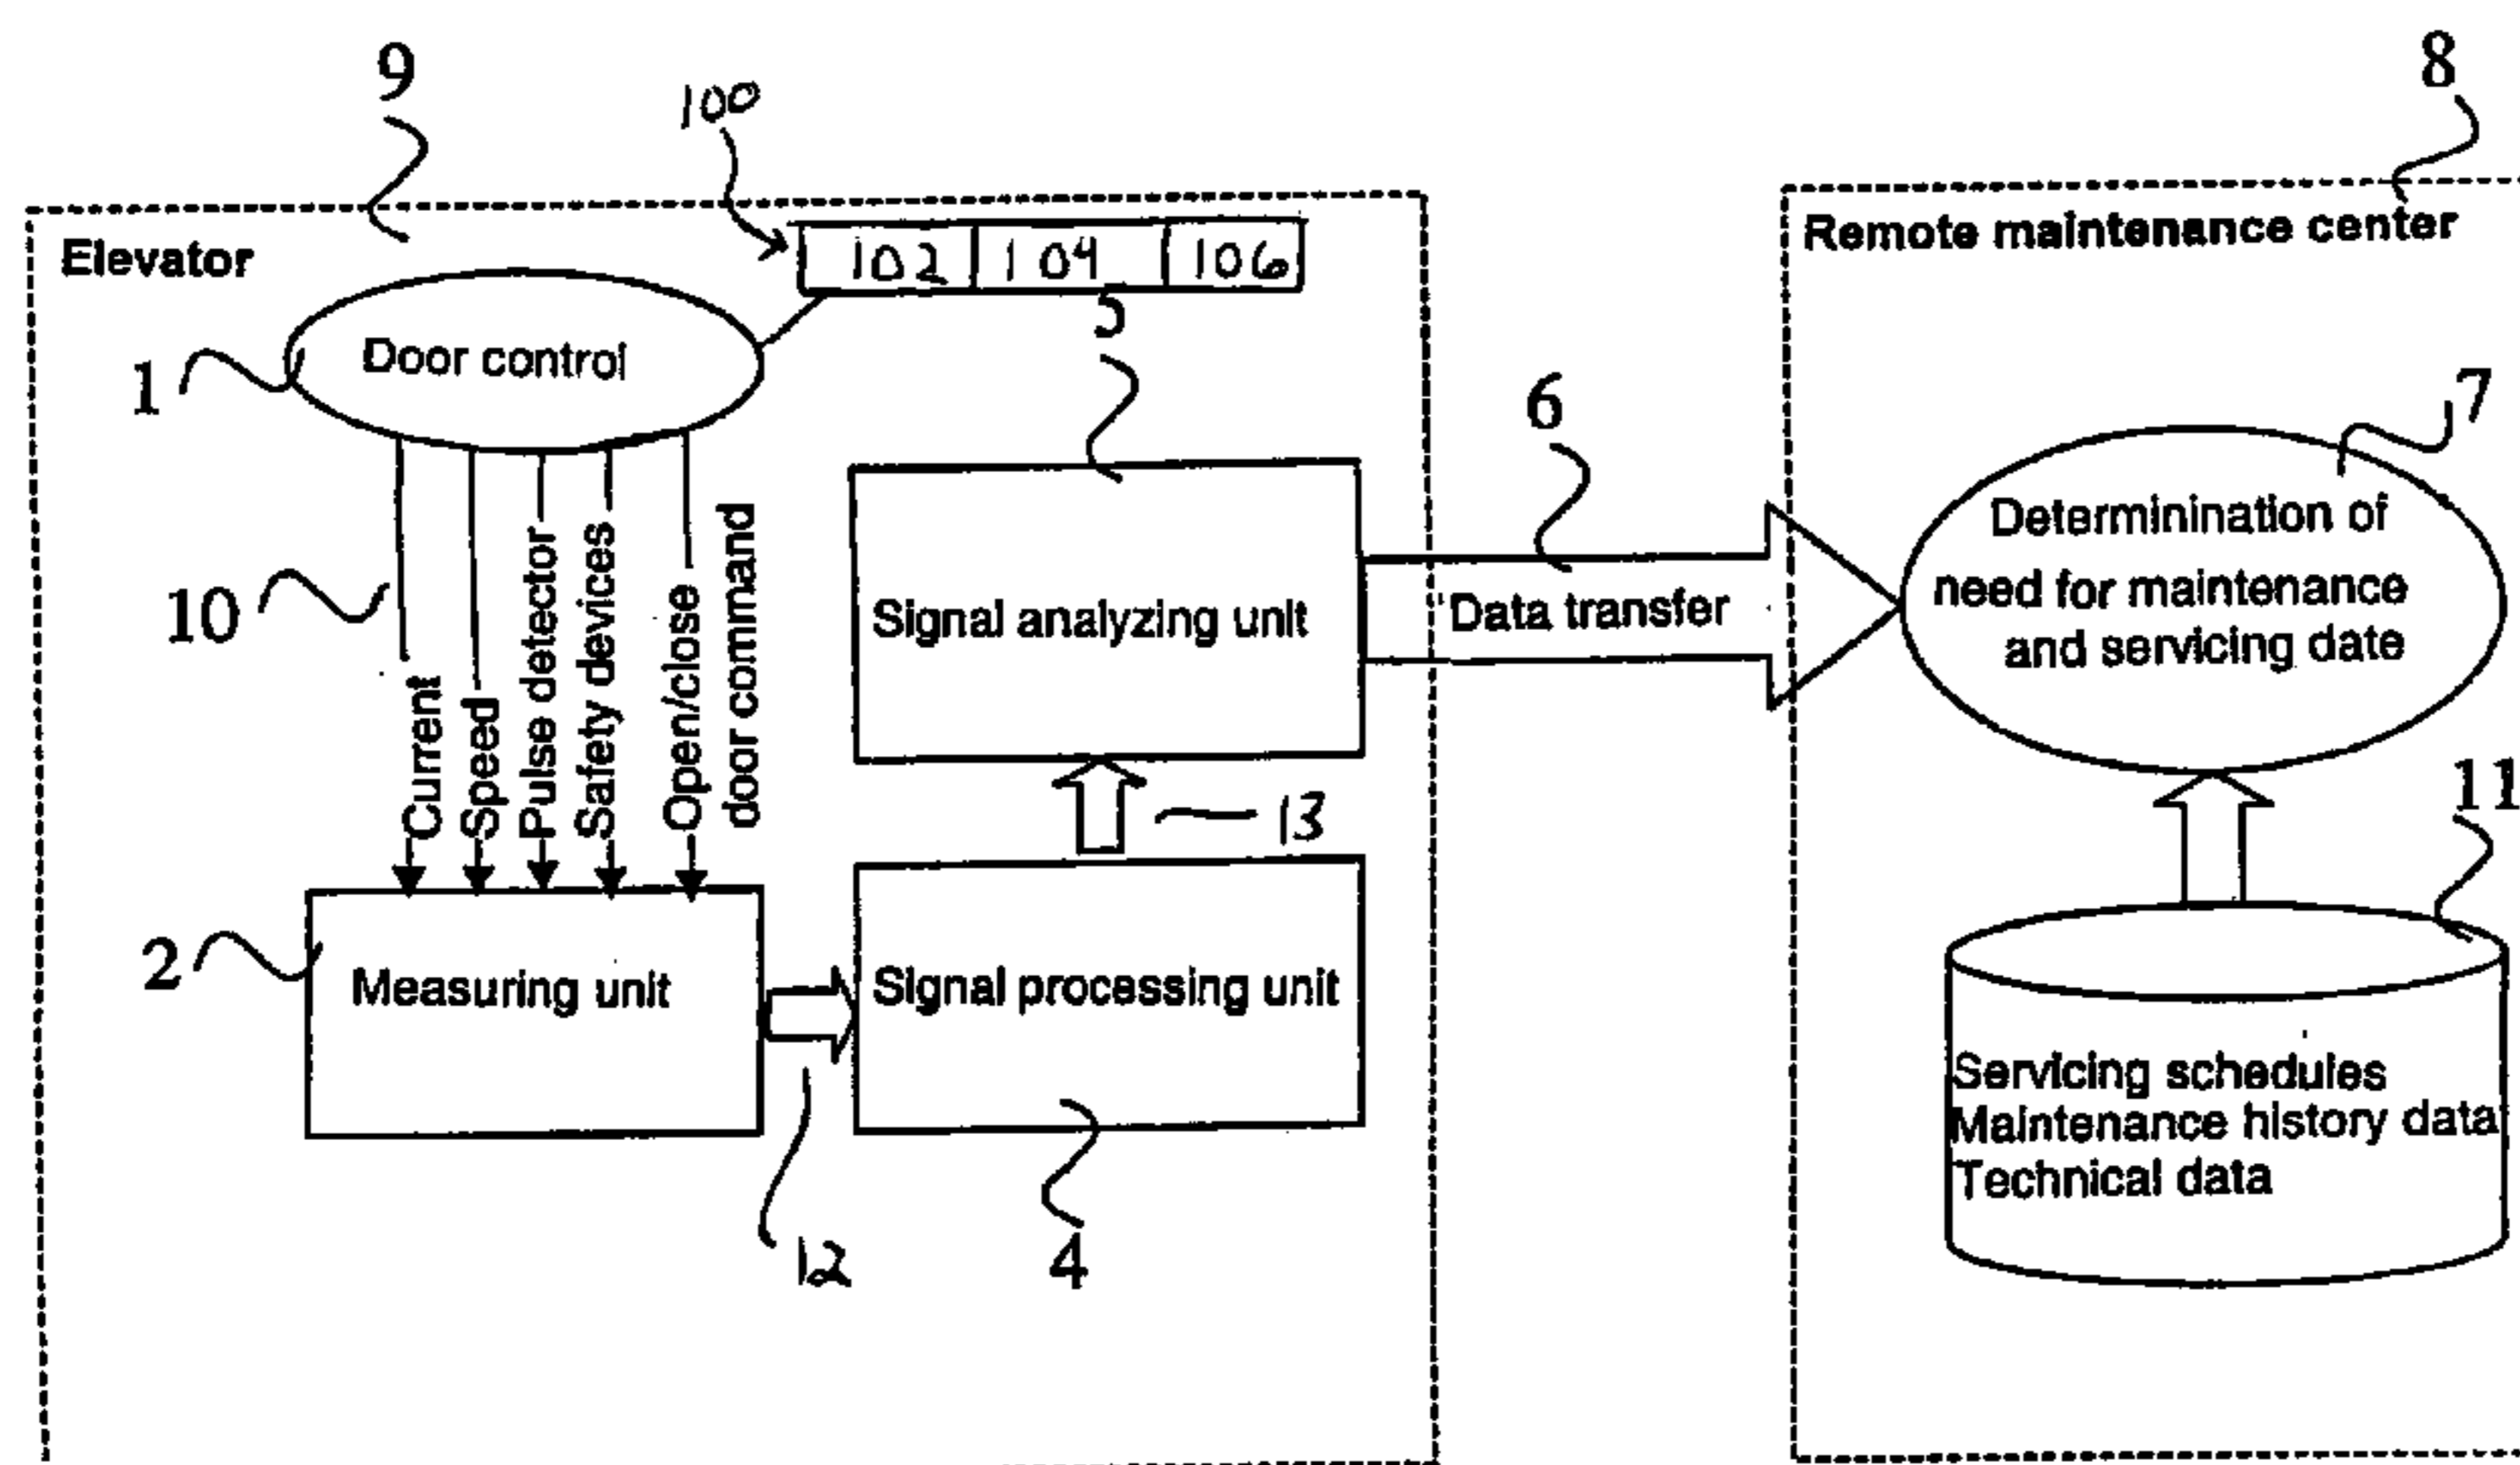 9
100
8
Elevator
102 104 106
Remote maintenance center
5
1
Door control
6
7
10
Current
Speed
Pulse detector
Safety devices
Open/close
door command
Signal analyzing unit
Data transfer
Determinination of
need for maintenance
and servicing date
13
11
2
Measuring unit
Signal processing unit
Servicing schedules
Maintenance history data
Technical data
12
4